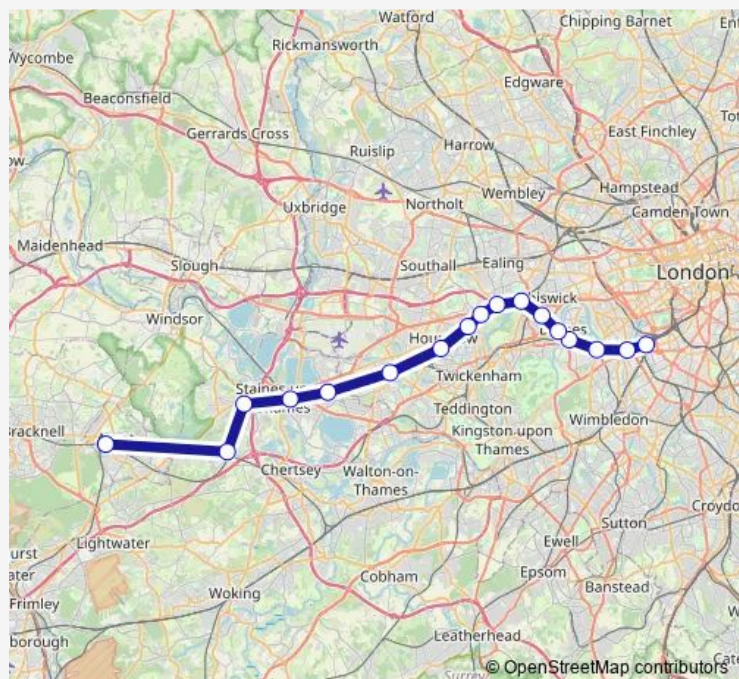 Watford
Chipping Barnet
Rickmansworth
Wycombe
Edgware
Beaconsfield
Gerrards Cross
East Finchley
Ruislip
Harrow
Wembley
Hampstead
Uxbridge
Northolt
Camden Town
Maidenhead
Slough
Southall
Ealing
London
Windsor
Twickenham
Teddington
Bracknell
Wimbledon
Kingston upon
Thames
Chertsey
Walton-on-
Thames
Croydo
Sutton
Lightwater
Ewell
Epsom
Cobham
Banstead
Woking
Frimley
Leatherhead
© OpenStreetMap contributors